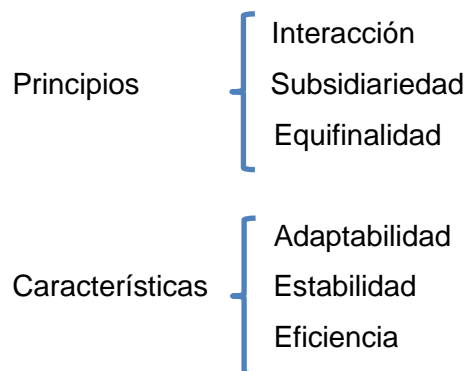 Interacción
Principios Subsidiariedad
Equifinalidad
Adaptabilidad
Características Estabilidad
Eficiencia